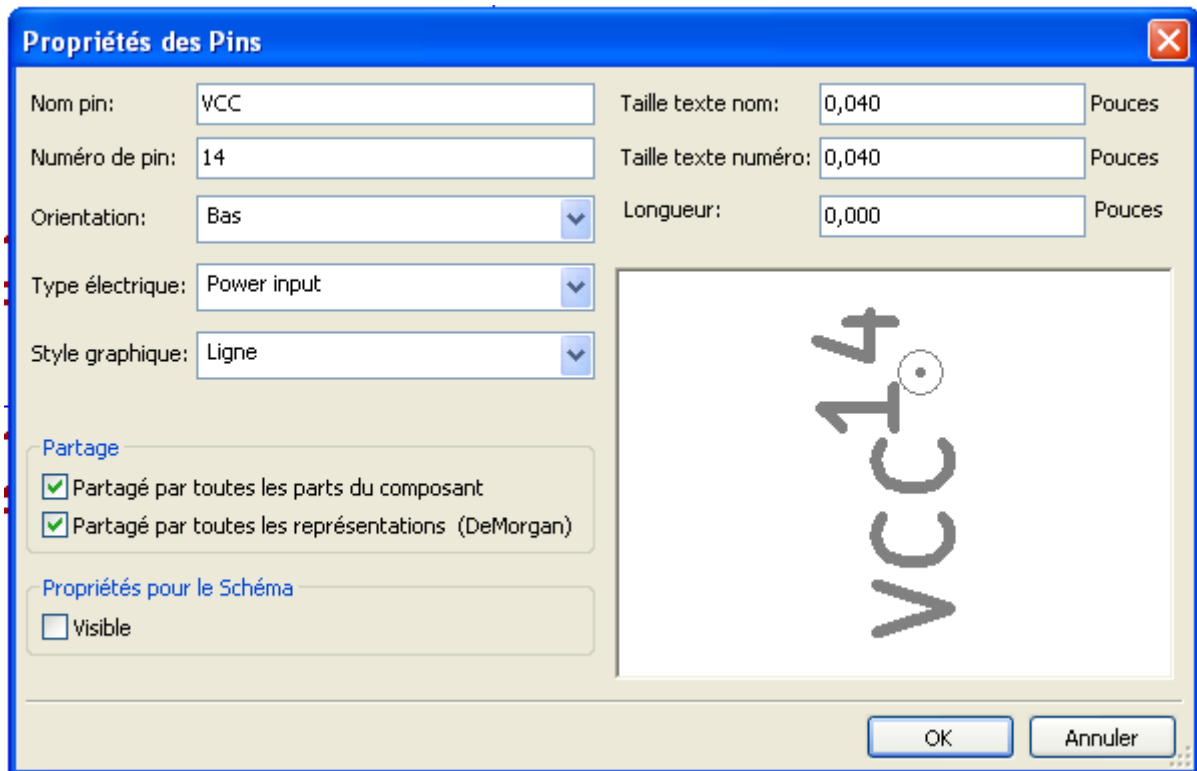 Propriétés des Pins
Nom pin: VCC
Numéro de pin: 14
Orientation: Bas
Type électrique: Power input
Style graphique: Ligne
Taille texte nom: 0,040 Pouces
Taille texte numéro: 0,040 Pouces
Longueur: 0,000 Pouces
Partage
Partagé par toutes les parts du composant
Partagé par toutes les représentations (DeMorgan)
Propriétés pour le Schéma
Visible
14
VCC
OK
Annuler